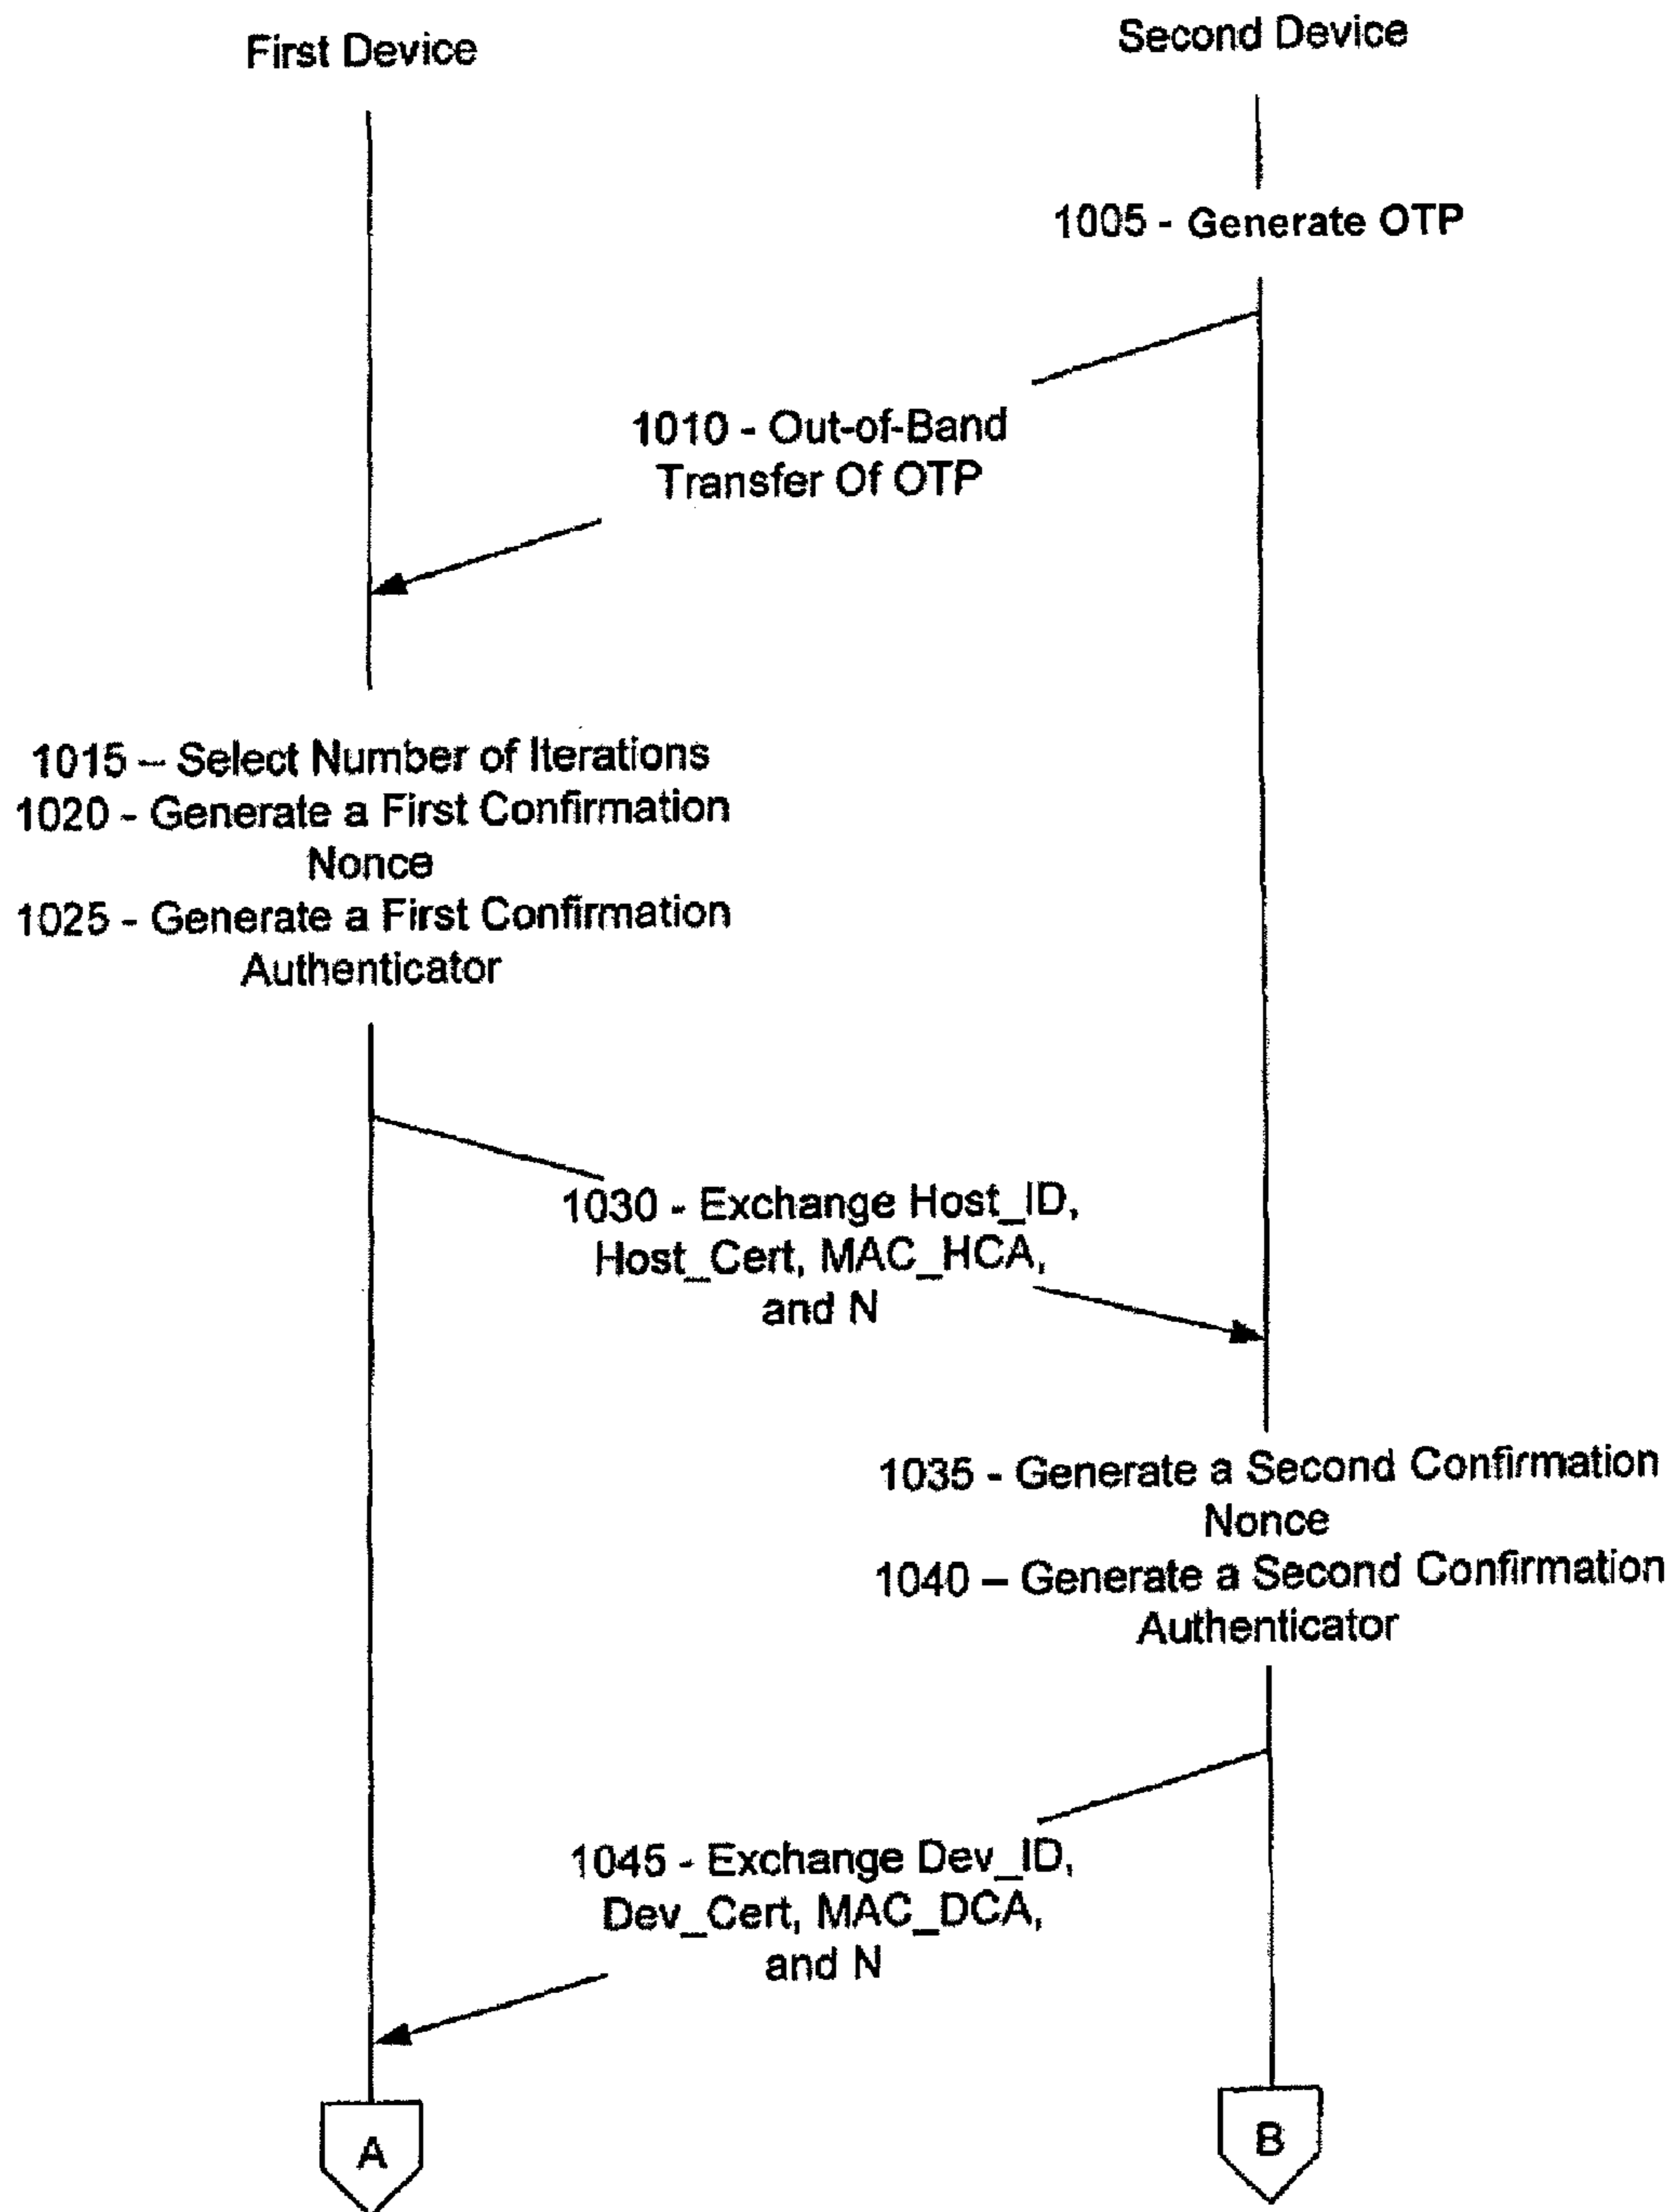 First Device
Second Device
1005 - Generate OTP
1010 - Out-of-Band
Transfer Of OTP
1015 – Select Number of Iterations
1020 - Generate a First Confirmation
Nonce
1025 - Generate a First Confirmation
Authenticator
1030 - Exchange Host_ID,
Host_Cert, MAC_HCA,
and N
1035 - Generate a Second Confirmation
Nonce
1040 – Generate a Second Confirmation
Authenticator
1045 - Exchange Dev_ID,
Dev_Cert, MAC_DCA,
and N
A
B